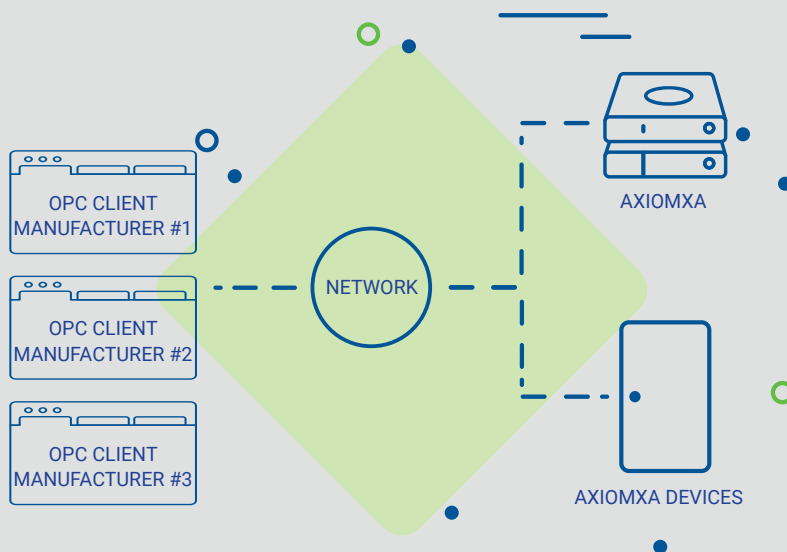 OPC CLIENT
MANUFACTURER #1
OPC CLIENT
MANUFACTURER #2
OPC CLIENT
MANUFACTURER #3
NETWORK
AXIOMXA
AXIOMXA DEVICES